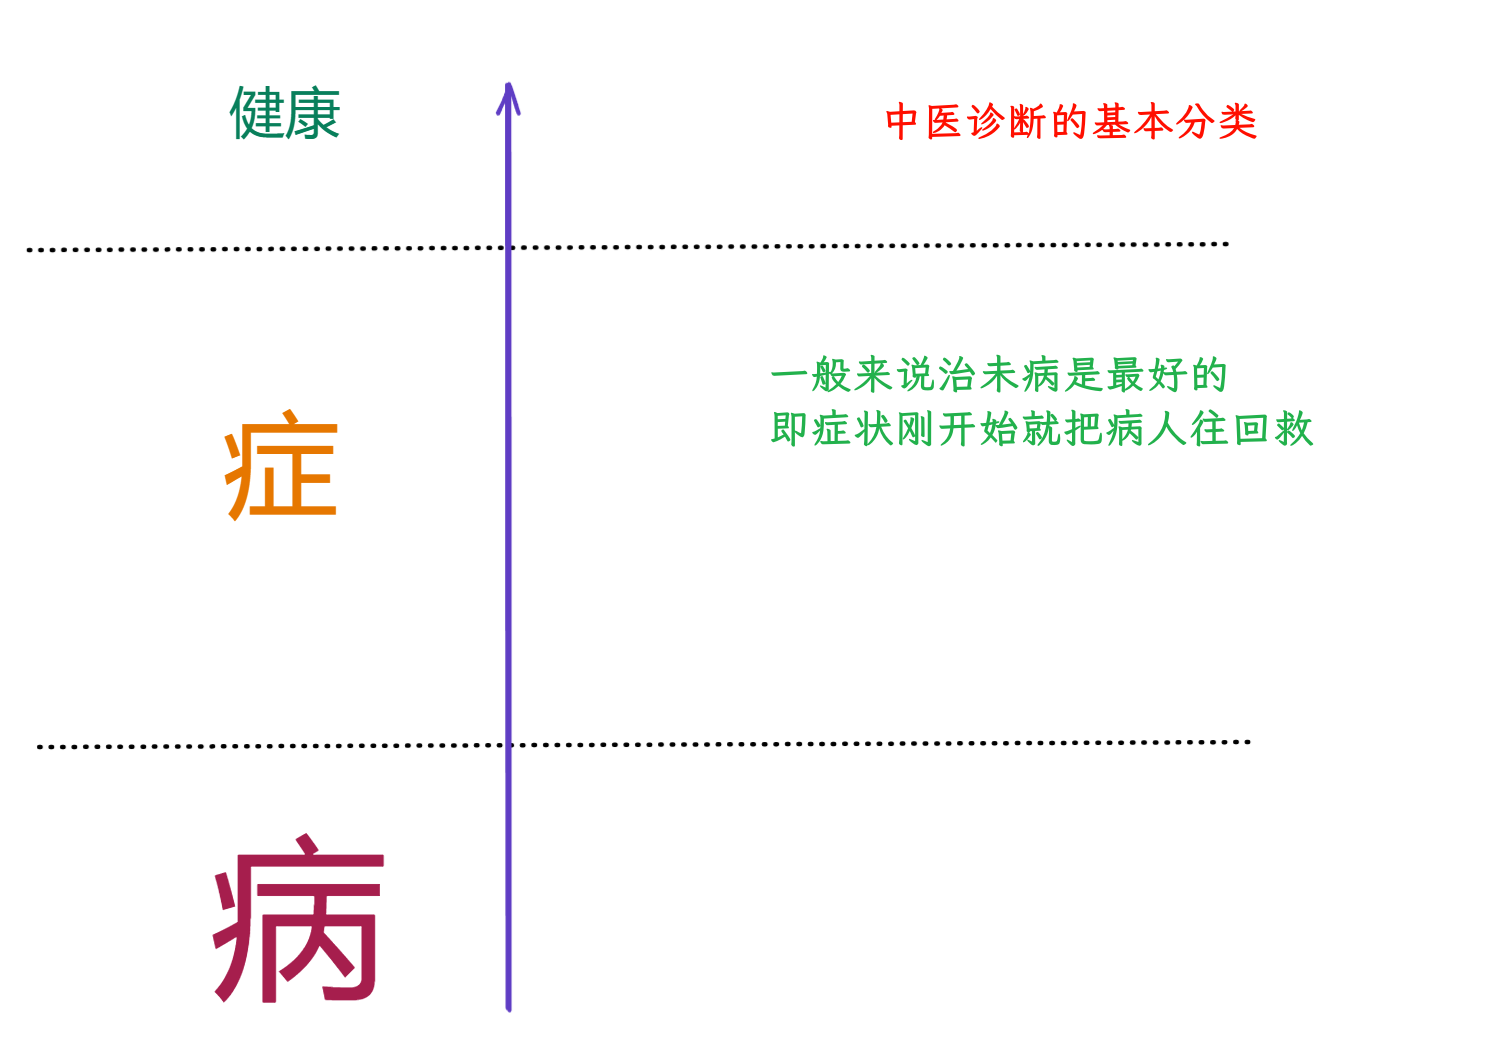 健康
中医诊断的基本分类
症
一般来说治未病是最好的
即症状刚开始就把病人往回救
病